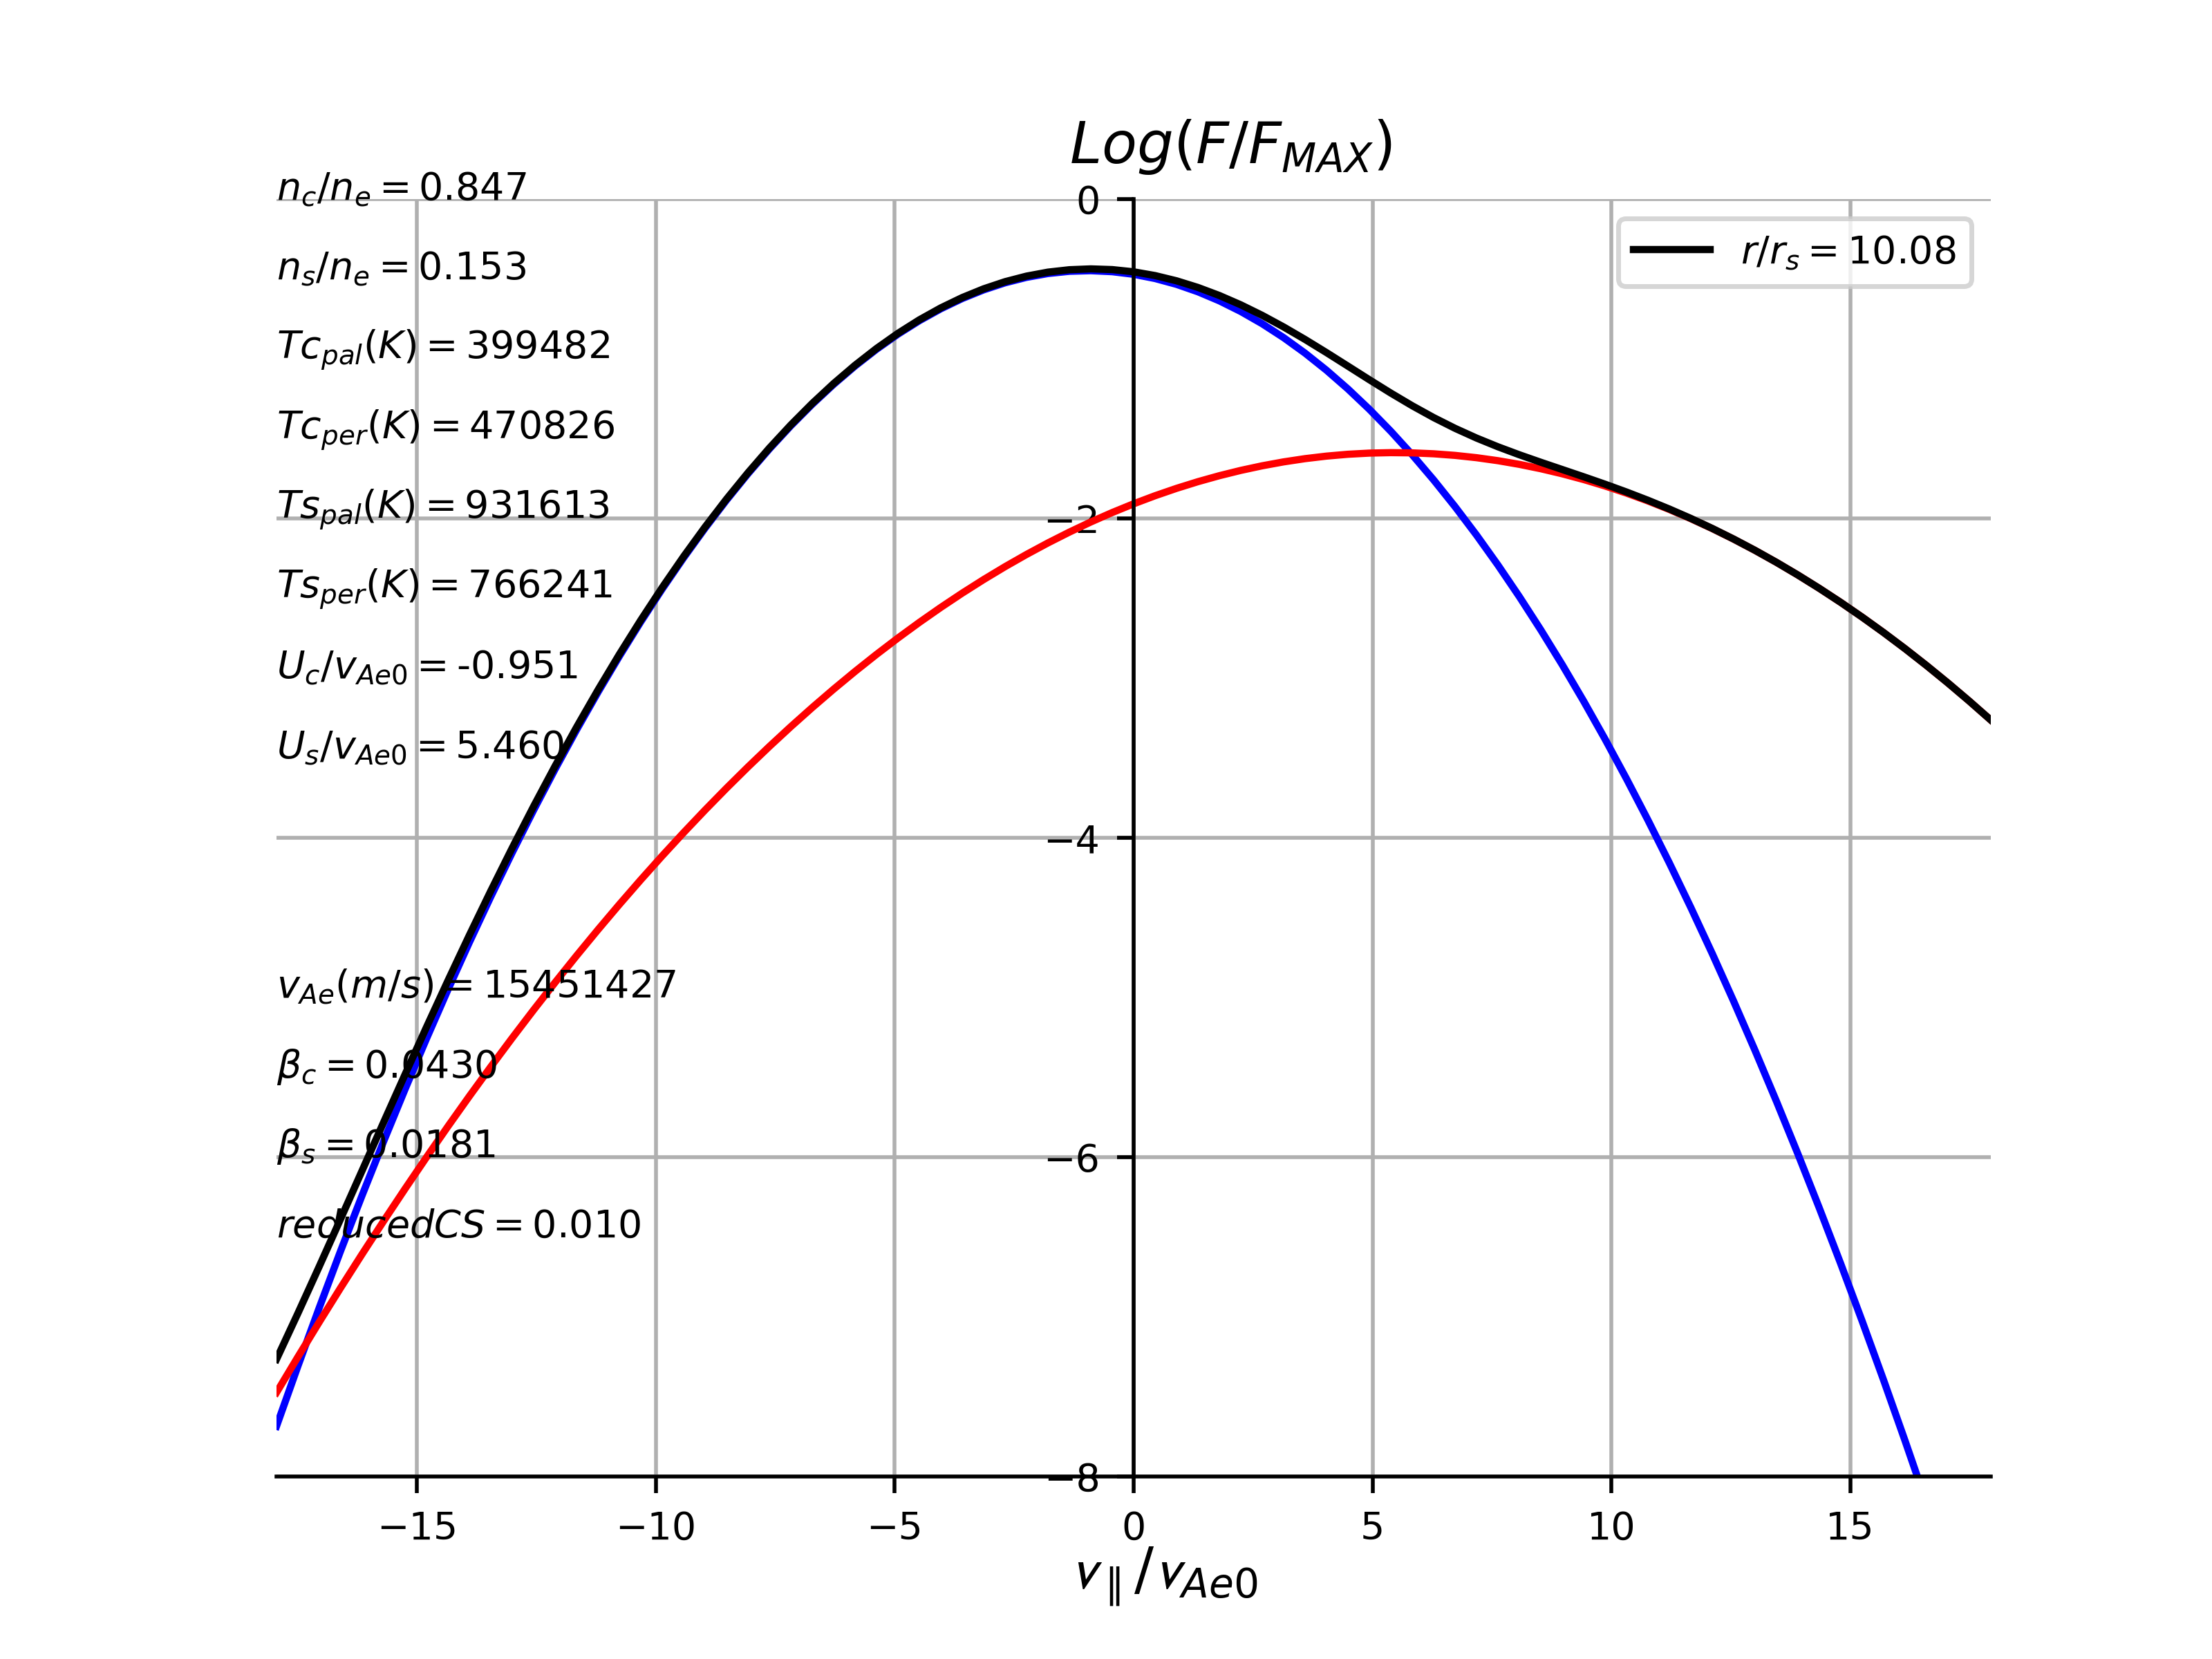 Log(F/F_MAX)
n_c/n_e = 0.847
n_s/n_e = 0.153
Tc_pal(K) = 399482
Tc_per(K) = 470826
Ts_pal(K) = 931613
Ts_per(K) = 766241
U_c/v_Ae0 = -0.951
U_s/v_Ae0 = 5.460
v_Ae(m/s) = 15451427
β_c = 0.0430
β_s = 0.0181
reducedCS = 0.010
r/r_s = 10.08
0
−2
−4
−6
−8
−15 −10 −5 0 5 10 15
v_∥/v_Ae0